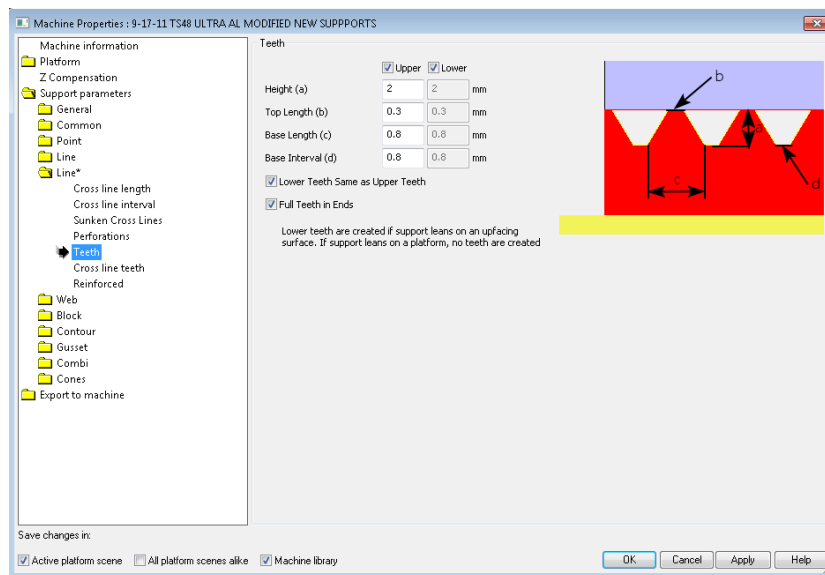 Machine Properties : 9-17-11 TS48 ULTRA AL MODIFIED NEW SUPPPORTS
Machine information
Platform
Z Compensation
Support parameters
General
Common
Point
Line
Line*
Cross line length
Cross line interval
Sunken Cross Lines
Perforations
Teeth
Cross line teeth
Reinforced
Web
Block
Contour
Gusset
Combi
Cones
Export to machine
Teeth
Upper Lower
Height (a) 2 2 mm
Top Length (b) 0.3 0.3 mm
Base Length (c) 0.8 0.8 mm
Base Interval (d) 0.8 0.8 mm
Lower Teeth Same as Upper Teeth
Full Teeth in Ends
Lower teeth are created if support leans on an upfacing
surface. If support leans on a platform, no teeth are created
b
a
c
d
Save changes in:
Active platform scene All platform scenes alike Machine library
OK Cancel Apply Help